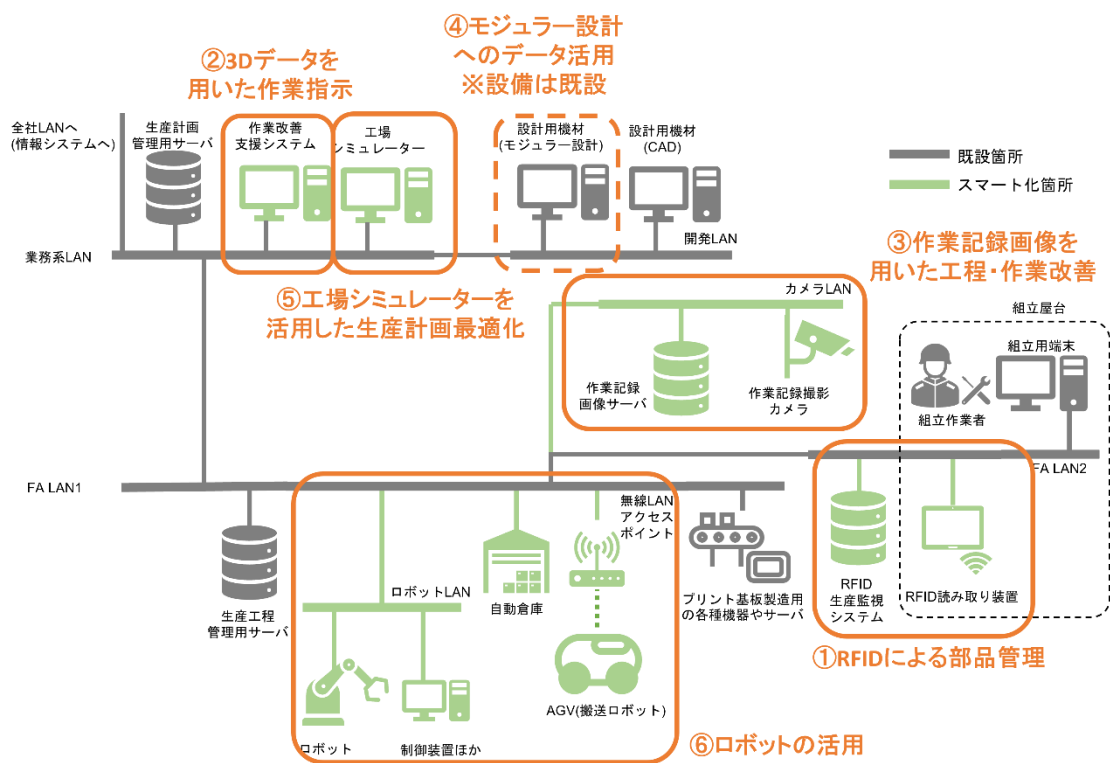 ④モジュラー設計
へのデータ活用
※設備は既設
②3Dデータを
用いた作業指示
全社LANへ
(情報システムへ)
生産計画
管理用サーバ
作業改善
支援システム
工場
シミュレーター
設計用機材
(モジュラー設計)
設計用機材
(CAD)
既設箇所
スマート化箇所
開発LAN
業務系LAN
③作業記録画像を
用いた工程・作業改善
⑤工場シミュレーターを
活用した生産計画最適化
カメラLAN
作業記録
画像サーバ
作業記録撮影
カメラ
組立屋台
組立用端末
組立作業者
FA LAN2
FA LAN1
無線LAN
アクセス
ポイント
生産工程
管理用サーバ
ロボットLAN
自動倉庫
プリント基板製造用
の各種機器やサーバ
RFID
生産監視
システム
RFID読み取り装置
①RFIDによる部品管理
AGV(搬送ロボット)
ロボット
制御装置ほか
⑥ロボットの活用